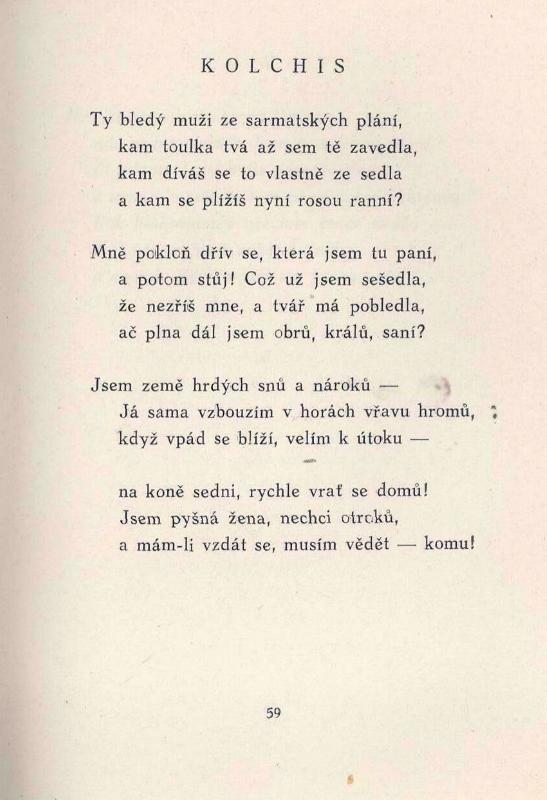 KOLCHIS
Ty bledý muži ze sarmatských plání,
kam toulka tvá až sem tě zavedla,
kam díváš se to vlastně ze sedla
a kam se plížíš nyní rosou ranní?
Mně pokloň dřív se, která jsem tu paní,
a potom stůj! Což už jsem sešedla,
že nezříš mne, a tvář má pobledla,
ač plna dál jsem obrů, králů, saní?
Jsem země hrdých snů a nároků —
Já sama vzbouzím v horách vřavu hromů,
když vpád se blíží, velím k útoku —
na koně sedni, rychle vrať se domů!
Jsem pyšná žena, nechci otroků,
a mám-li vzdát se, musím vědět — komu!
59